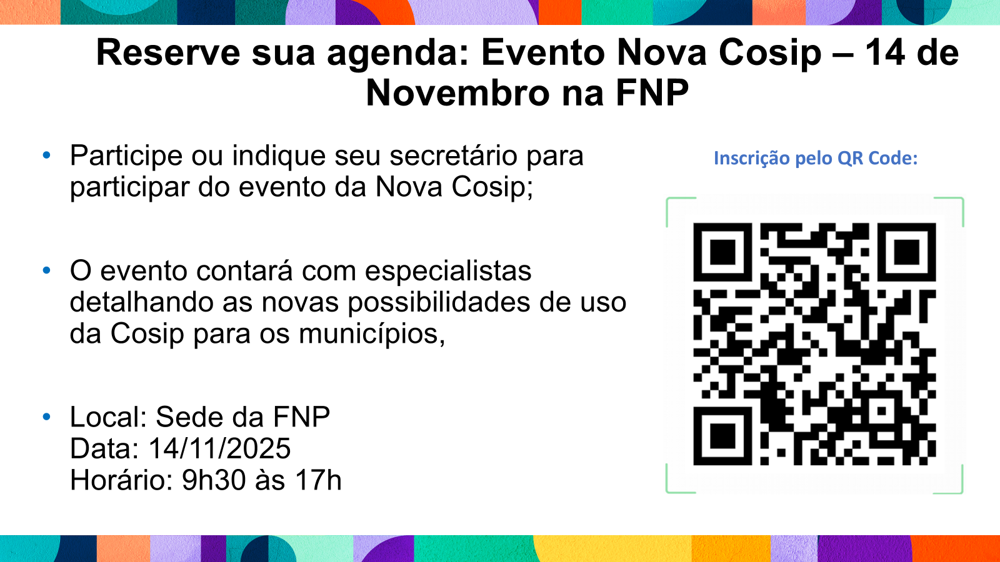 Reserve sua agenda: Evento Nova Cosip – 14 de
Novembro na FNP
• Participe ou indique seu secretário para
participar do evento da Nova Cosip;
• O evento contará com especialistas
detalhando as novas possibilidades de uso
da Cosip para os municípios,
• Local: Sede da FNP
Data: 14/11/2025
Horário: 9h30 às 17h
Inscrição pelo QR Code: